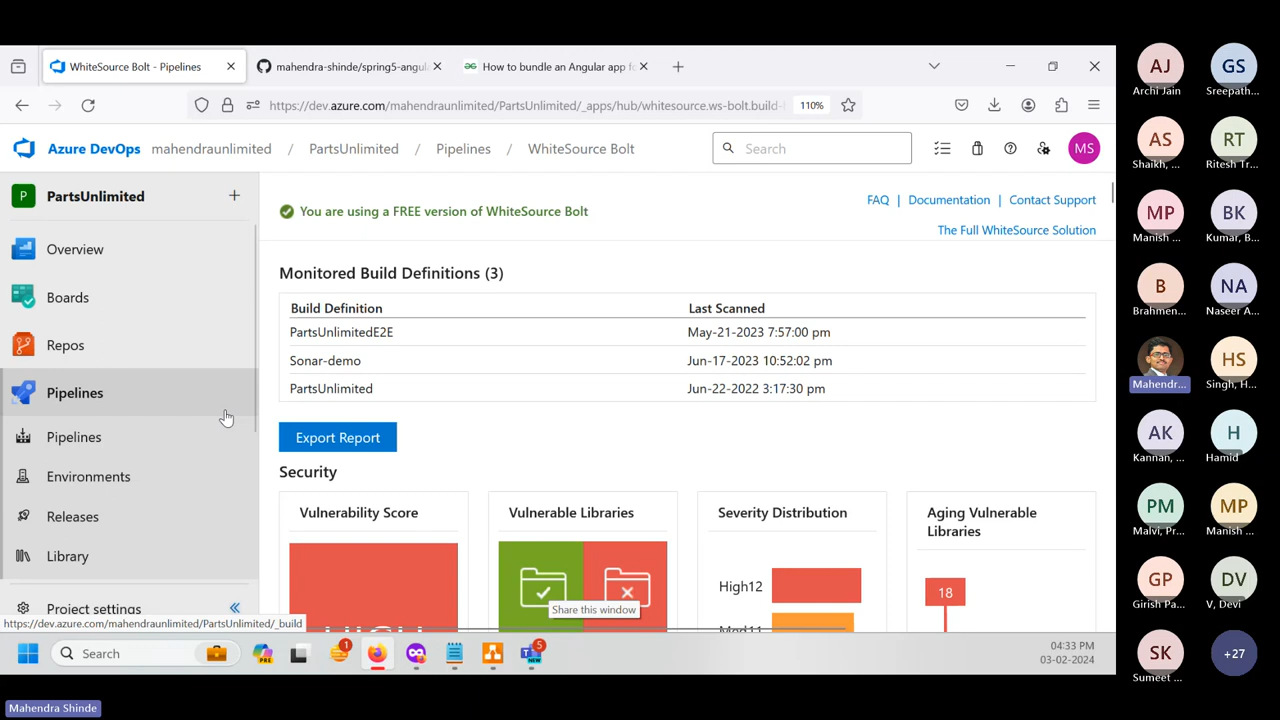 WhiteSource Bolt - Pipelines
mahendra-shinde/spring5-angula
How to bundle an Angular app fo
https://dev.azure.com/mahendraunlimited/PartsUnlimited/_apps/hub/whitesource.ws-bolt.build-
110%
Azure DevOps
mahendraunlimited / PartsUnlimited / Pipelines / WhiteSource Bolt
Search
MS
P
PartsUnlimited
Overview
Boards
Repos
Pipelines
Pipelines
Environments
Releases
Library
Project settings
https://dev.azure.com/mahendraunlimited/PartsUnlimited/_build
You are using a FREE version of WhiteSource Bolt
FAQ | Documentation | Contact Support
The Full WhiteSource Solution
Monitored Build Definitions (3)
Build Definition Last Scanned
PartsUnlimitedE2E May-21-2023 7:57:00 pm
Sonar-demo Jun-17-2023 10:52:02 pm
PartsUnlimited Jun-22-2022 3:17:30 pm
Export Report
Security
Vulnerability Score
HIGH
Vulnerable Libraries
Share this window
Severity Distribution
High12
Med11
Aging Vulnerable
Libraries
18
Search
PRE
1
NEW
5
04:33 PM
03-02-2024
Mahendra Shinde
AJ
Archi Jain
GS
Sreepath...
AS
Shaikh, ...
RT
Ritesh Tr...
MP
Manish ...
BK
Kumar, B...
B
Brahmen...
NA
Naseer A...
Mahendr...
HS
Singh, H...
AK
Kannan, ...
H
Hamid
PM
Malvi, Pr...
MP
Manish ...
GP
Girish Pa...
DV
V, Devi
SK
Sumeet ...
+27